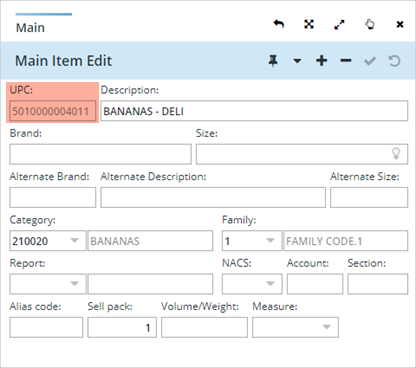 Main
Main Item Edit
UPC: Description:
5010000004011 BANANAS - DELI
Brand: Size:
Alternate Brand: Alternate Description: Alternate Size:
Category: Family:
210020 BANANAS 1 FAMILY CODE.1
Report: NACS: Account: Section:
Alias code: Sell pack: Volume/Weight: Measure:
1